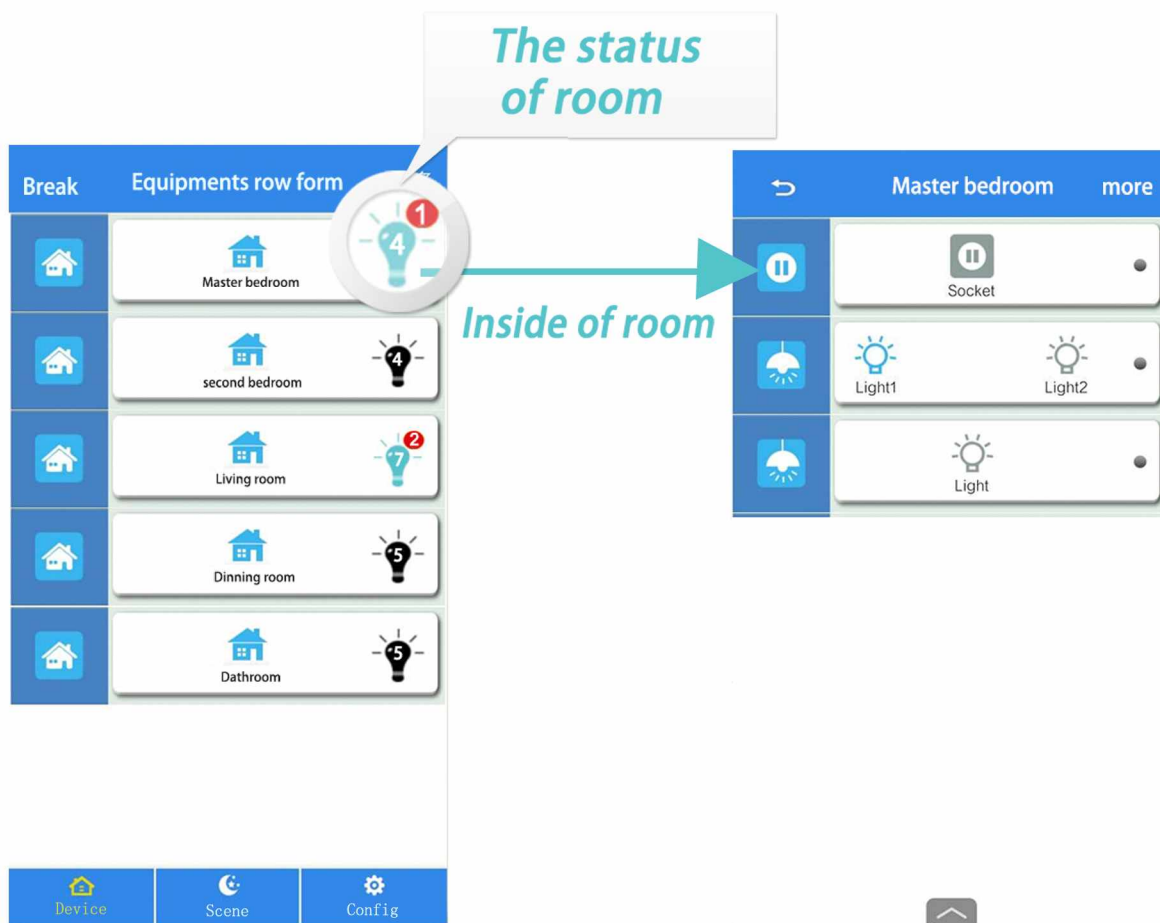 The status
of room
Break
Equipments row form
1
4
Master bedroom
4
second bedroom
2
7
Living room
5
Dinning room
5
Dathroom
Device
Scene
Config
Inside of room
Master bedroom
more
Socket
Light1
Light2
Light